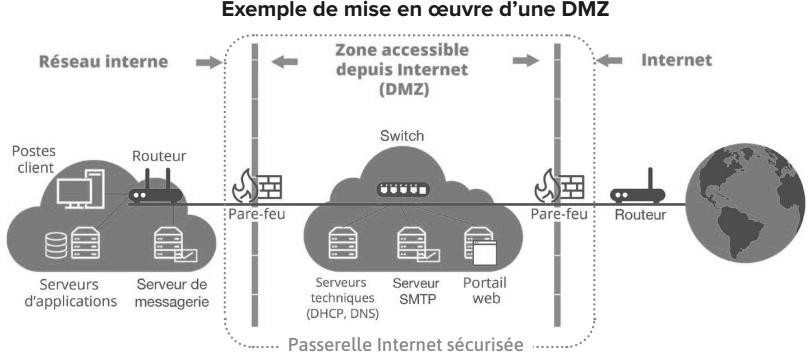 Exemple de mise en œuvre d’une DMZ
Réseau interne
Zone accessible
depuis Internet
(DMZ)
Internet
Postes
client
Routeur
Switch
Pare-feu
Pare-feu
Routeur
Serveurs
d’applications
Serveur de
messagerie
Serveurs
techniques
(DHCP, DNS)
Serveur
SMTP
Portail
web
Passerelle Internet sécurisée